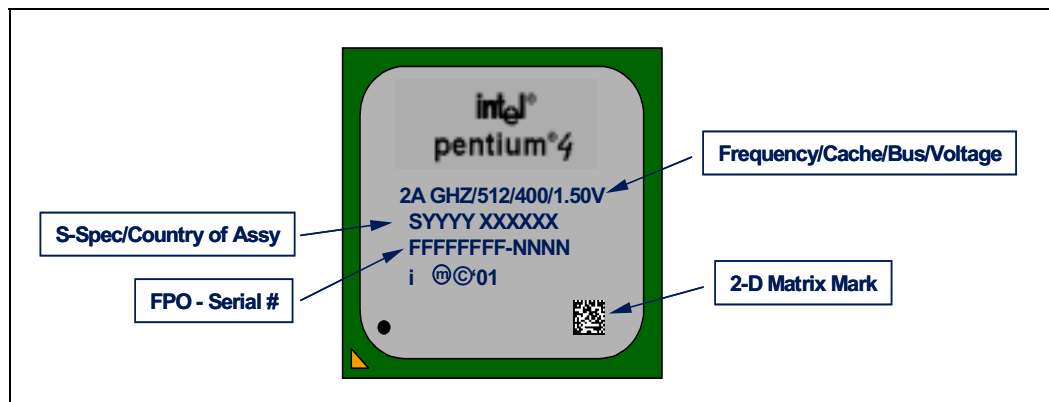 intel®
pentium®4
Frequency/Cache/Bus/Voltage
2A GHZ/512/400/1.50V
S-Spec/Country of Assy
SYYYY XXXXXX
FFFFFFFF-NNNN
FPO - Serial #
i ⓜ©'01
2-D Matrix Mark